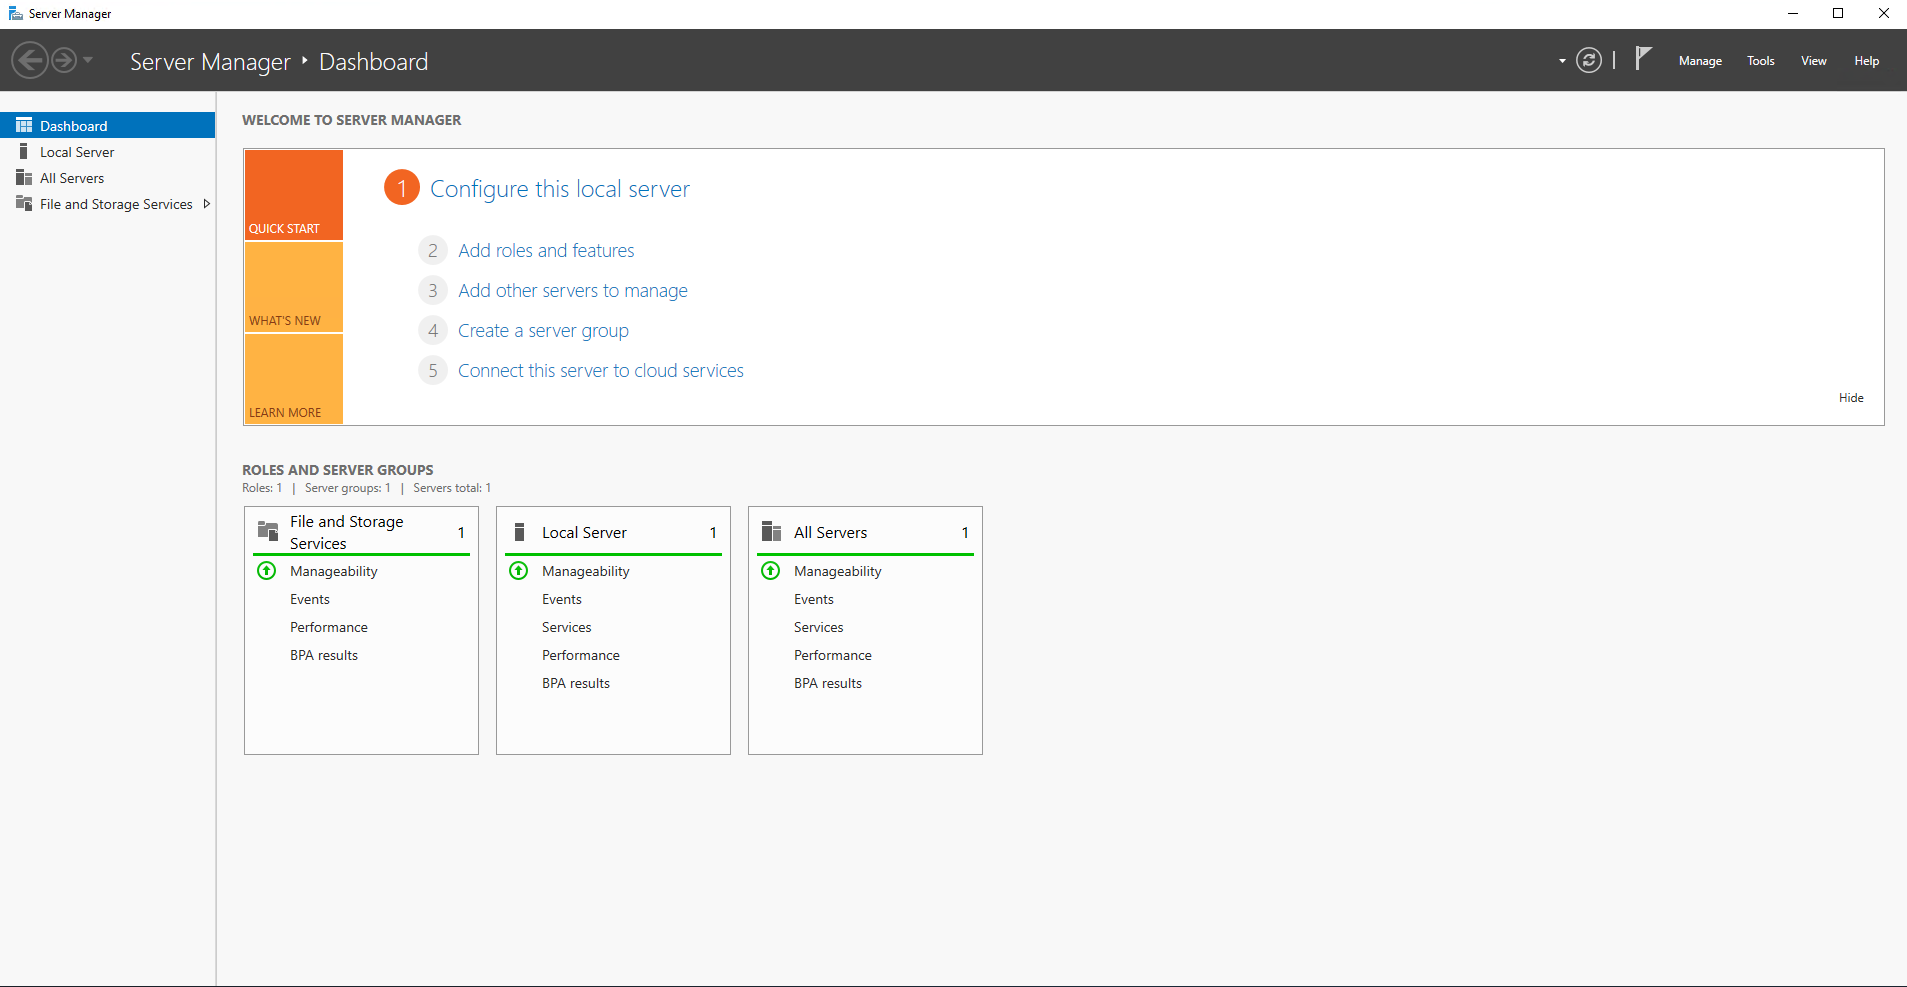 Server Manager
Server Manager ‣ Dashboard
Manage Tools View Help
Dashboard
Local Server
All Servers
File and Storage Services
WELCOME TO SERVER MANAGER
QUICK START
WHAT'S NEW
LEARN MORE
1 Configure this local server
2 Add roles and features
3 Add other servers to manage
4 Create a server group
5 Connect this server to cloud services
Hide
ROLES AND SERVER GROUPS
Roles: 1 | Server groups: 1 | Servers total: 1
File and Storage
Services 1
Manageability
Events
Performance
BPA results
Local Server 1
Manageability
Events
Services
Performance
BPA results
All Servers 1
Manageability
Events
Services
Performance
BPA results